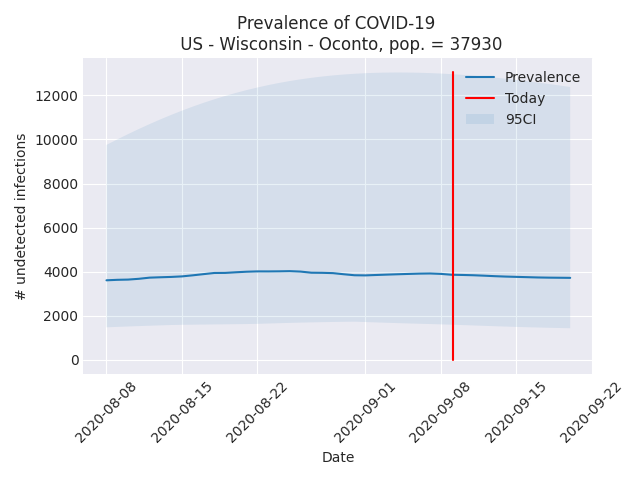 Prevalence of COVID-19
US - Wisconsin - Oconto, pop. = 37930
Prevalence
Today
95CI
12000
10000
8000
6000
4000
2000
0
# undetected infections
2020-08-08
2020-08-15
2020-08-22
2020-09-01
2020-09-08
2020-09-15
2020-09-22
Date